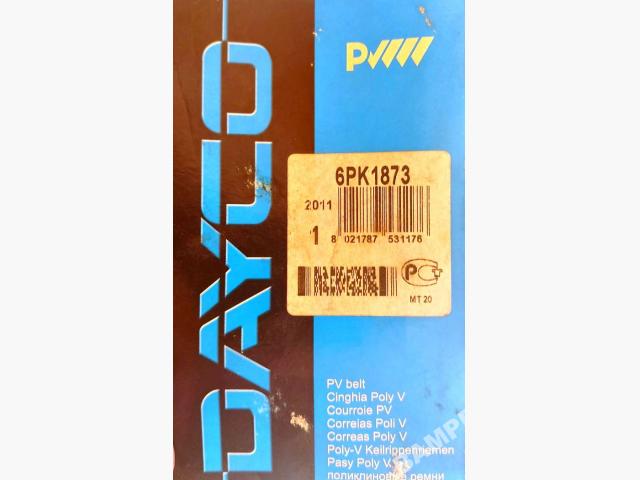 DAYCO
PV
6PK1873
2011
1
8 021787 531176
PC+
MT 20
PV belt
Cinghia Poly V
Courroie PV
Correias Poli V
Correas Poly V
Poly-V Keilrippenriemen
Pasy Poly V
поликлиновые ремни